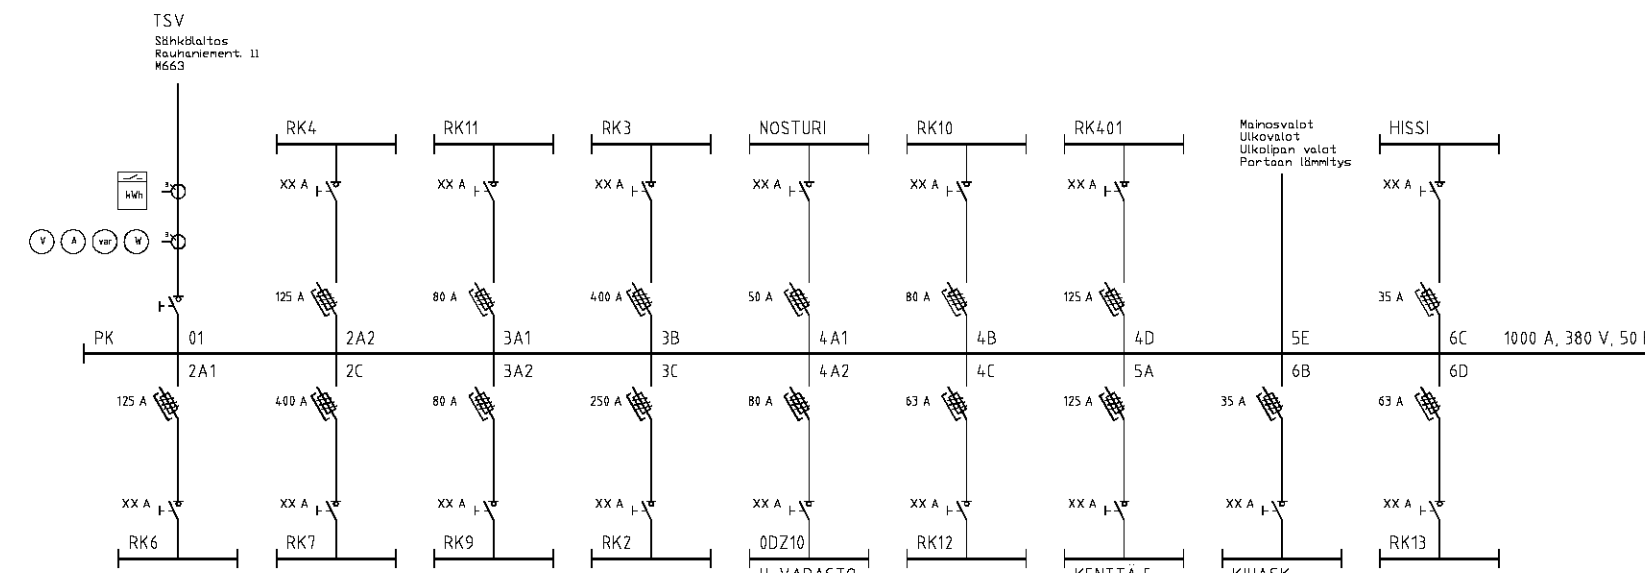 TSV
Sähkölaitos
Rauhaniement. 11
M663
RK4
RK11
RK3
NOSTURI
RK10
RK401
Mainosvalot
Ulkovalot
Ulkolipan valot
Portaan lämmitys
HISSI
XX A
XX A
XX A
XX A
XX A
XX A
XX A
3
kWh
3
V
A
var
W
125 A
80 A
400 A
50 A
80 A
125 A
35 A
PK
01
2A2
3A1
3B
4A1
4B
4D
5E
6C
1000 A, 380 V, 50
2A1
2C
3A2
3C
4A2
4C
5A
6B
6D
125 A
400 A
80 A
250 A
80 A
63 A
125 A
35 A
63 A
XX A
XX A
XX A
XX A
XX A
XX A
XX A
XX A
XX A
RK6
RK7
RK9
RK2
0DZ10
RK12
RK13